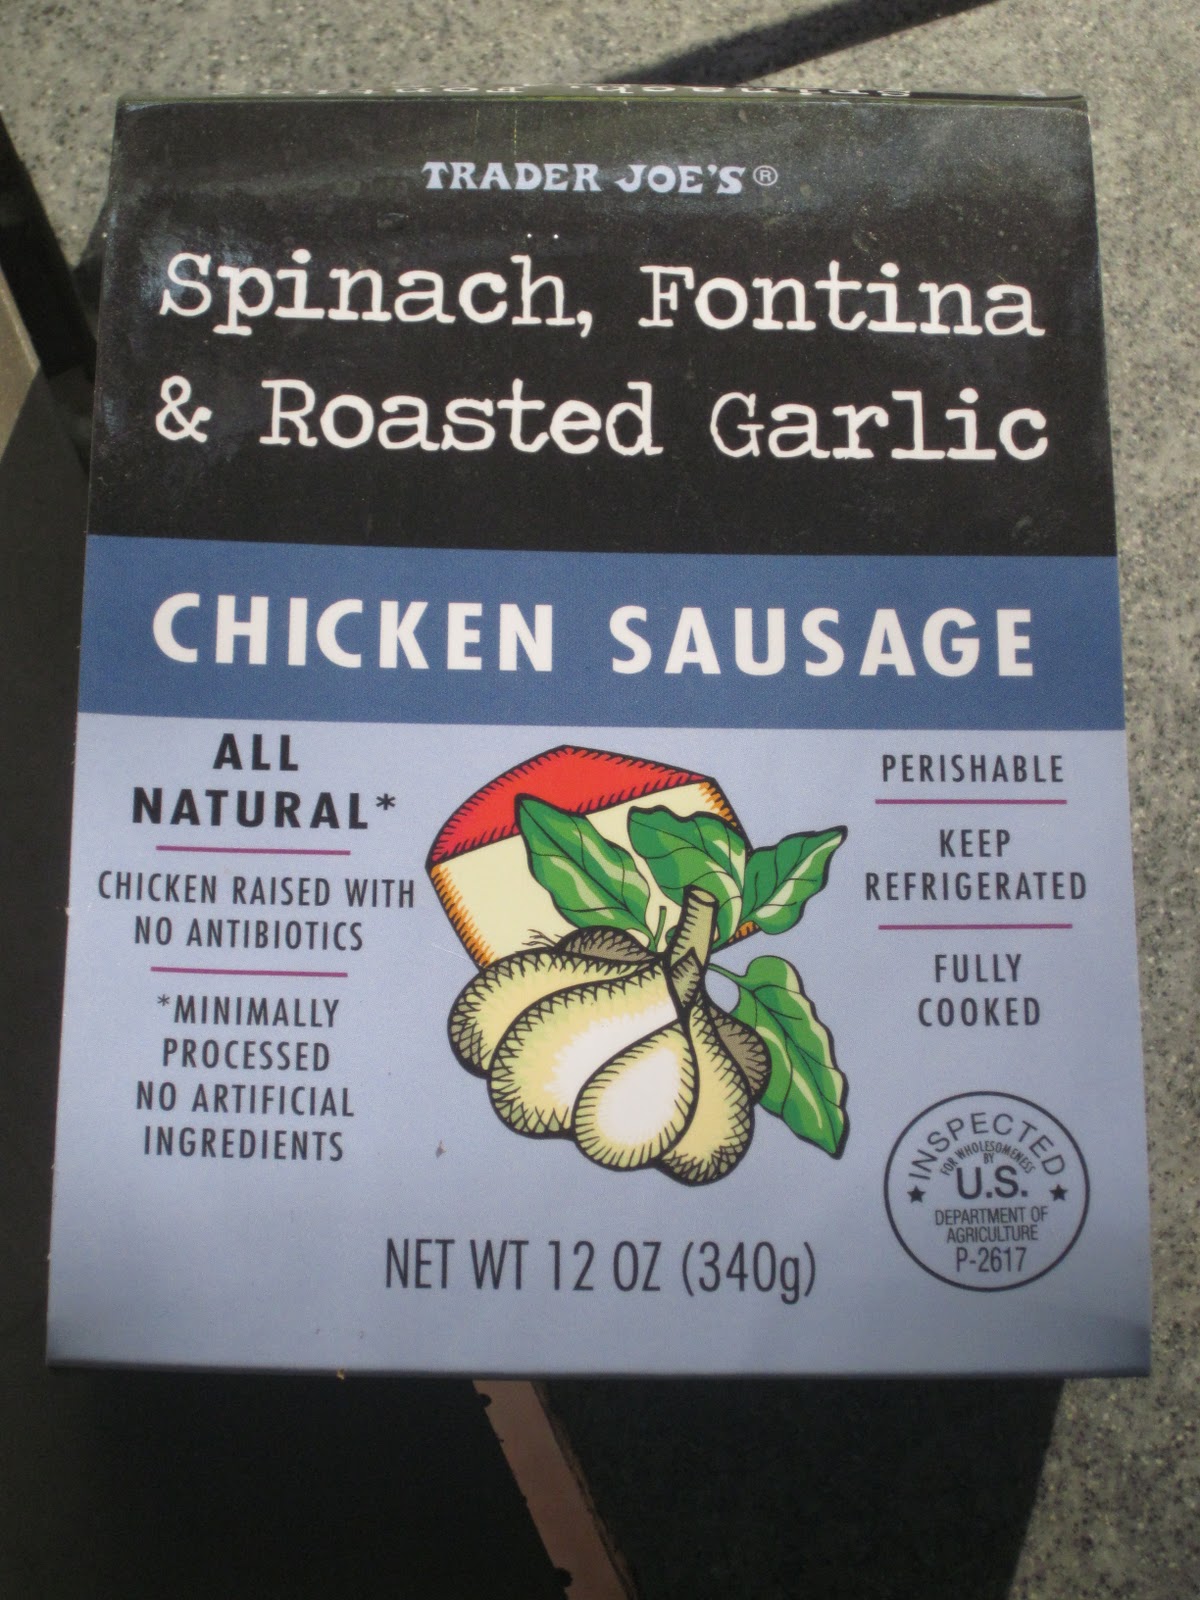 Spinach, Fontina
TRADER JOE'S®
Spinach, Fontina
& Roasted Garlic
CHICKEN SAUSAGE
ALL
NATURAL*
CHICKEN RAISED WITH
NO ANTIBIOTICS
*MINIMALLY
PROCESSED
NO ARTIFICIAL
INGREDIENTS
PERISHABLE
KEEP
REFRIGERATED
FULLY
COOKED
INSPECTED
FOR WHOLESOMENESS
BY
U.S.
DEPARTMENT OF
AGRICULTURE
P-2617
NET WT 12 OZ (340g)